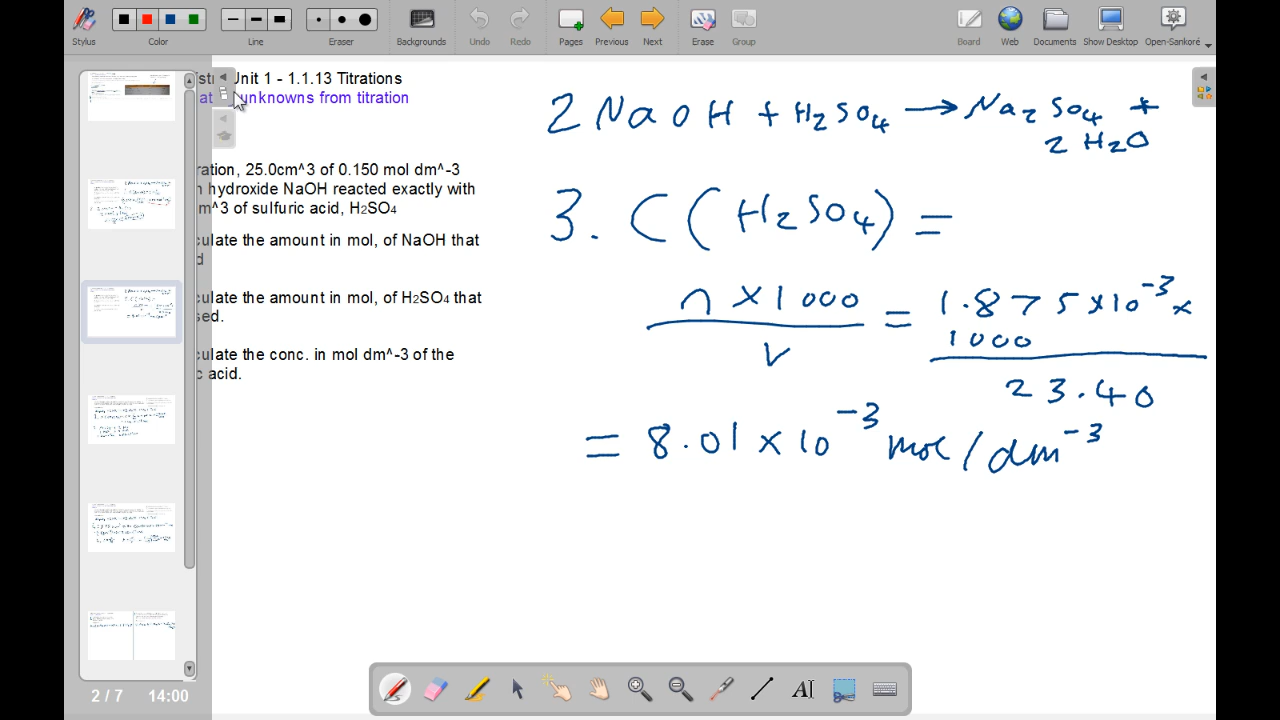 Stylus Color Line Eraser Backgrounds Undo Redo Pages Previous Next Erase Group Board Web Documents Show Desktop Open-Sankoré
Unit 1 - 1.1.13 Titrations
unknowns from titration
ration, 25.0cm^3 of 0.150 mol dm^-3
hydroxide NaOH reacted exactly with
m^3 of sulfuric acid, H2SO4
culate the amount in mol, of NaOH that
culate the amount in mol, of H2SO4 that
sed.
culate the conc. in mol dm^-3 of the
c acid.
2 NaOH + H2SO4 → Na2SO4 +
2 H2O
3. C (H2SO4) =
n x 1000
V
= 1.875 x 10^-3 x
1000
23.40
= 8.01 x 10^-3 mol / dm^-3
2 / 7 14:00